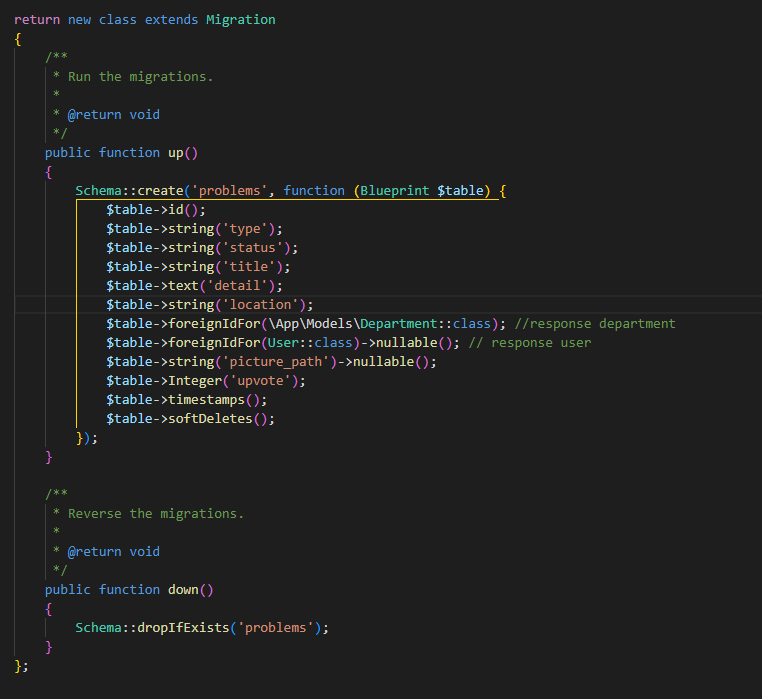 return new class extends Migration
{
    /**
     * Run the migrations.
     *
     * @return void
     */
    public function up()
    {
        Schema::create('problems', function (Blueprint $table) {
            $table->id();
            $table->string('type');
            $table->string('status');
            $table->string('title');
            $table->text('detail');
            $table->string('location');
            $table->foreignIdFor(\App\Models\Department::class); //response department
            $table->foreignIdFor(User::class)->nullable(); // response user
            $table->string('picture_path')->nullable();
            $table->Integer('upvote');
            $table->timestamps();
            $table->softDeletes();
        });
    }

    /**
     * Reverse the migrations.
     *
     * @return void
     */
    public function down()
    {
        Schema::dropIfExists('problems');
    }
};